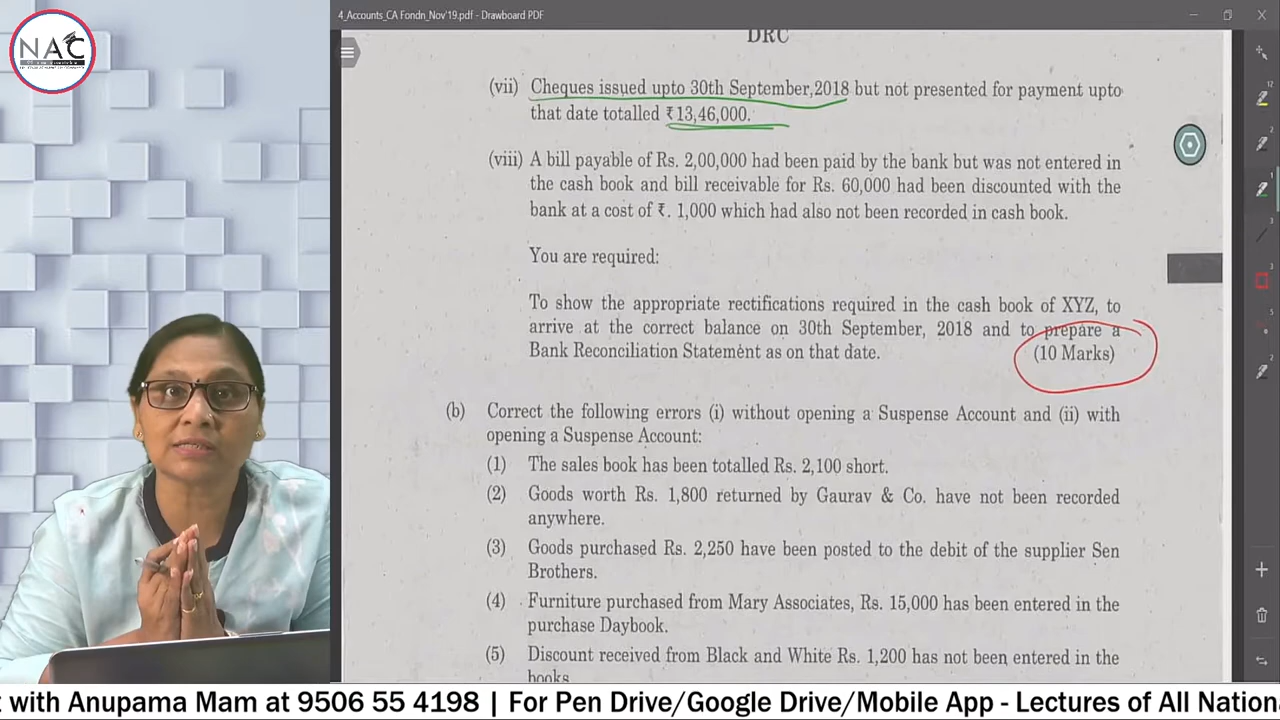 NAC
4_Accounts_CA Fondn_Nov'19.pdf - Drawboard PDF
DRC
(vii) Cheques issued upto 30th September,2018 but not presented for payment upto
that date totalled ₹13,46,000.
(viii) A bill payable of Rs. 2,00,000 had been paid by the bank but was not entered in
the cash book and bill receivable for Rs. 60,000 had been discounted with the
bank at a cost of ₹. 1,000 which had also not been recorded in cash book.
You are required:
To show the appropriate rectifications required in the cash book of XYZ, to
arrive at the correct balance on 30th September, 2018 and to prepare a
Bank Reconciliation Statement as on that date. (10 Marks)
(b) Correct the following errors (i) without opening a Suspense Account and (ii) with
opening a Suspense Account:
(1) The sales book has been totalled Rs. 2,100 short.
(2) Goods worth Rs. 1,800 returned by Gaurav & Co. have not been recorded
anywhere.
(3) Goods purchased Rs. 2,250 have been posted to the debit of the supplier Sen
Brothers.
(4) Furniture purchased from Mary Associates, Rs. 15,000 has been entered in the
purchase Daybook.
(5) Discount received from Black and White Rs. 1,200 has not been entered in the
books
with Anupama Mam at 9506 55 4198 | For Pen Drive/Google Drive/Mobile App - Lectures of All Nation